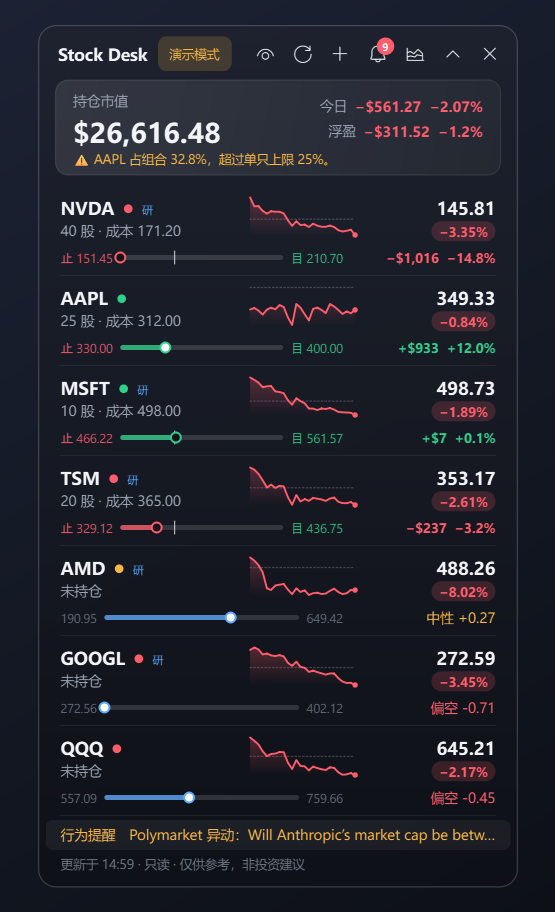 Stock Desk 演示模式 9
持仓市值
今日 −$561.27 −2.07%
$26,616.48
浮盈 −$311.52 −1.2%
AAPL 占组合 32.8%，超过单只上限 25%。
NVDA 研 145.81
40 股 · 成本 171.20 −3.35%
止 151.45 目 210.70 −$1,016 −14.8%
AAPL 349.33
25 股 · 成本 312.00 −0.84%
止 330.00 目 400.00 +$933 +12.0%
MSFT 研 498.73
10 股 · 成本 498.00 −1.89%
止 466.22 目 561.57 +$7 +0.1%
TSM 研 353.17
20 股 · 成本 365.00 −2.61%
止 329.12 目 436.75 −$237 −3.2%
AMD 研 488.26
未持仓 −8.02%
190.95 649.42 中性 +0.27
GOOGL 研 272.59
未持仓 −3.45%
272.56 402.12 偏空 -0.71
QQQ 645.21
未持仓 −2.17%
557.09 759.66 偏空 -0.45
行为提醒 Polymarket 异动：Will Anthropic’s market cap be betw...
更新于 14:59 · 只读 · 仅供参考，非投资建议